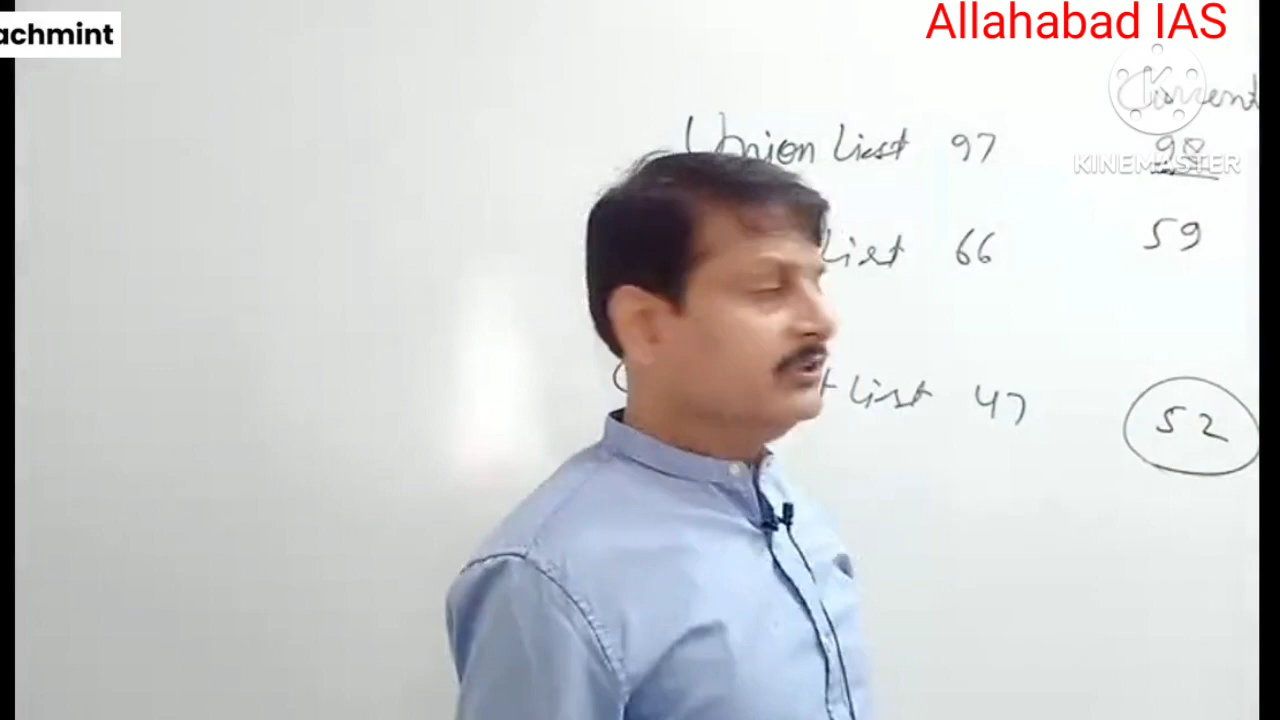 achmint
Allahabad IAS
KINEMASTER
Union List 97 98
List 66 59
t List 47 52